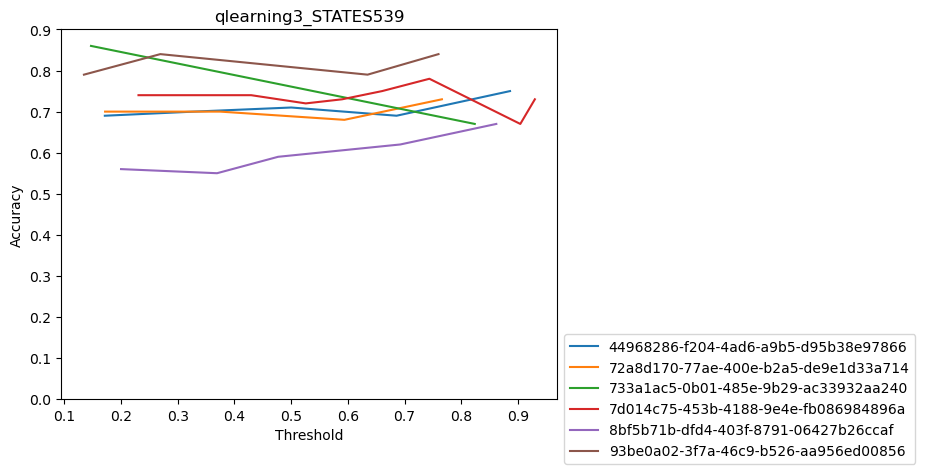 qlearning3_STATES539
0.9
0.8
0.7
0.6
0.5
0.4
0.3
0.2
0.1
0.0
Accuracy
0.1 0.2 0.3 0.4 0.5 0.6 0.7 0.8 0.9
Threshold
44968286-f204-4ad6-a9b5-d95b38e97866
72a8d170-77ae-400e-b2a5-de9e1d33a714
733a1ac5-0b01-485e-9b29-ac33932aa240
7d014c75-453b-4188-9e4e-fb086984896a
8bf5b71b-dfd4-403f-8791-06427b26ccaf
93be0a02-3f7a-46c9-b526-aa956ed00856